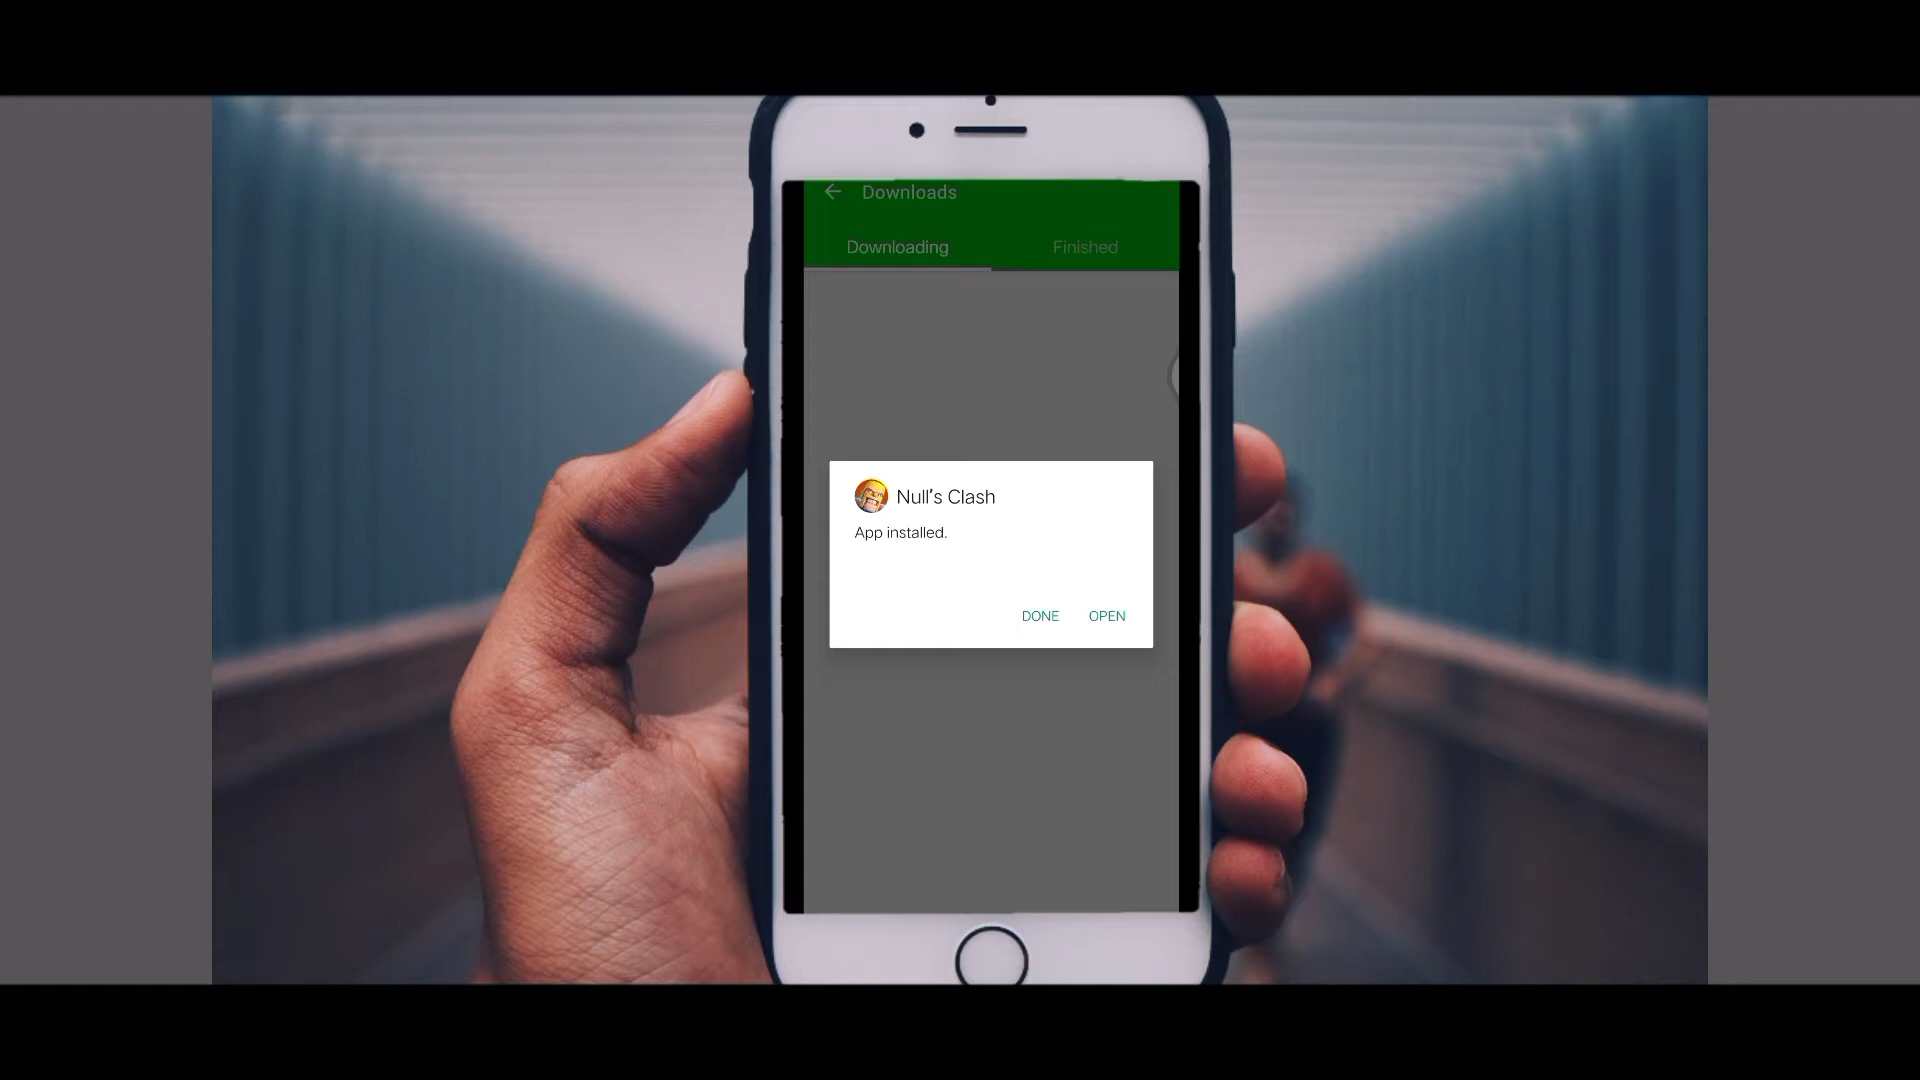 Downloads
Downloading Finished
Null's Clash
App installed.
DONE OPEN